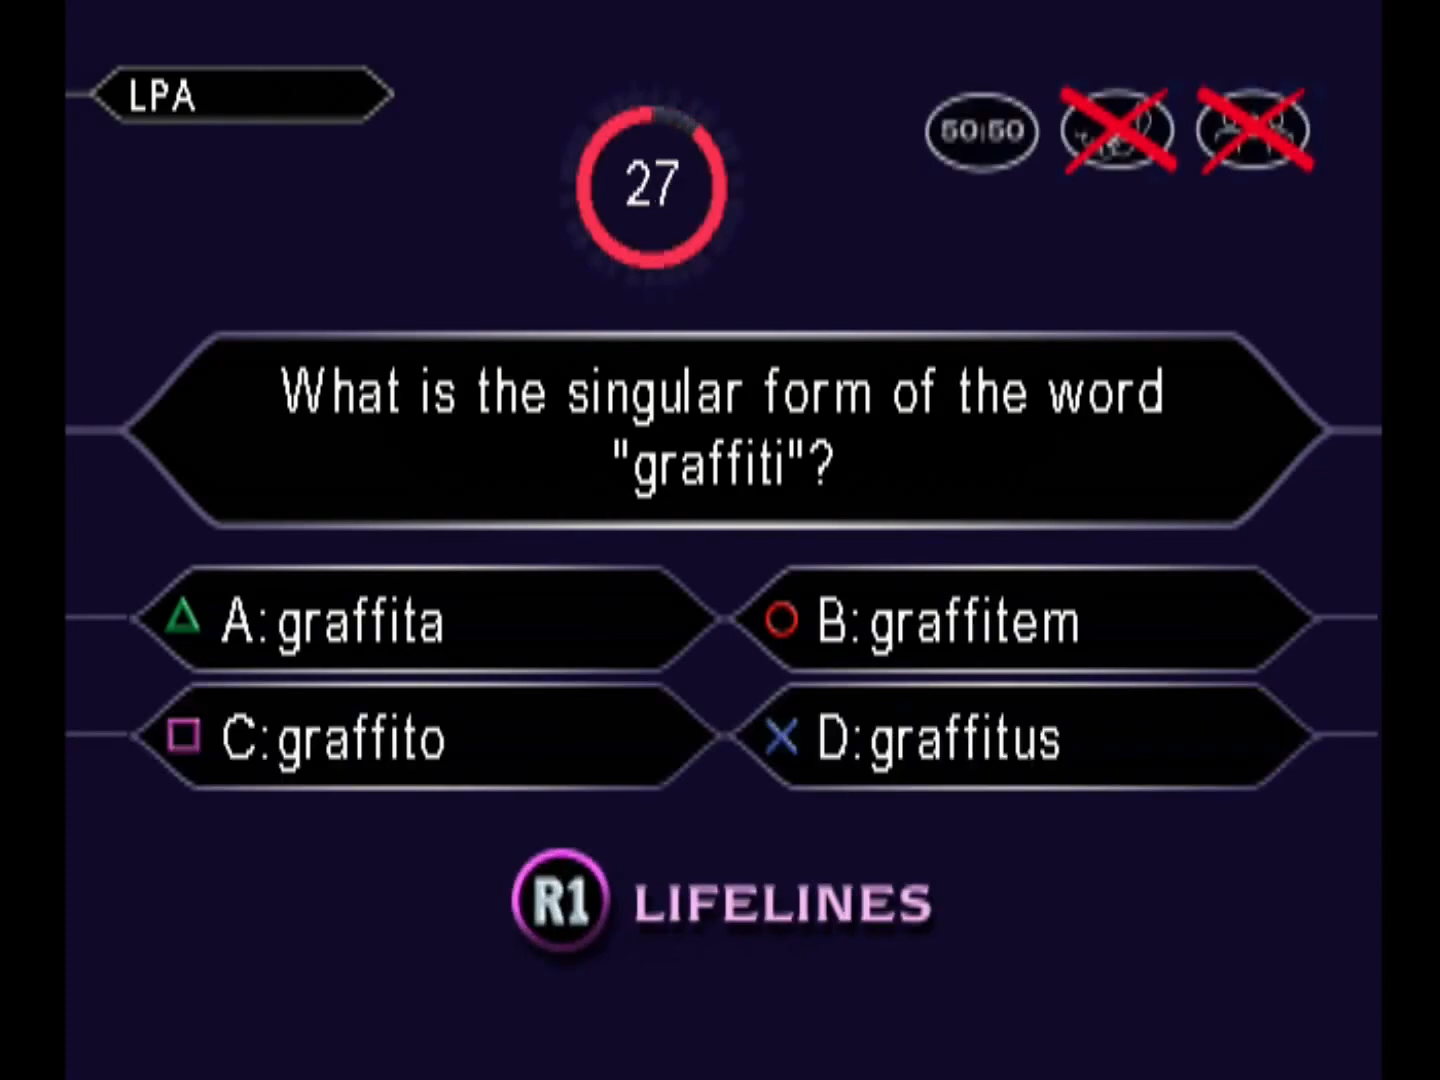 LPA
27
50:50
What is the singular form of the word
"graffiti"?
A: graffita
B: graffitem
C: graffito
D: graffitus
R1 LIFELINES